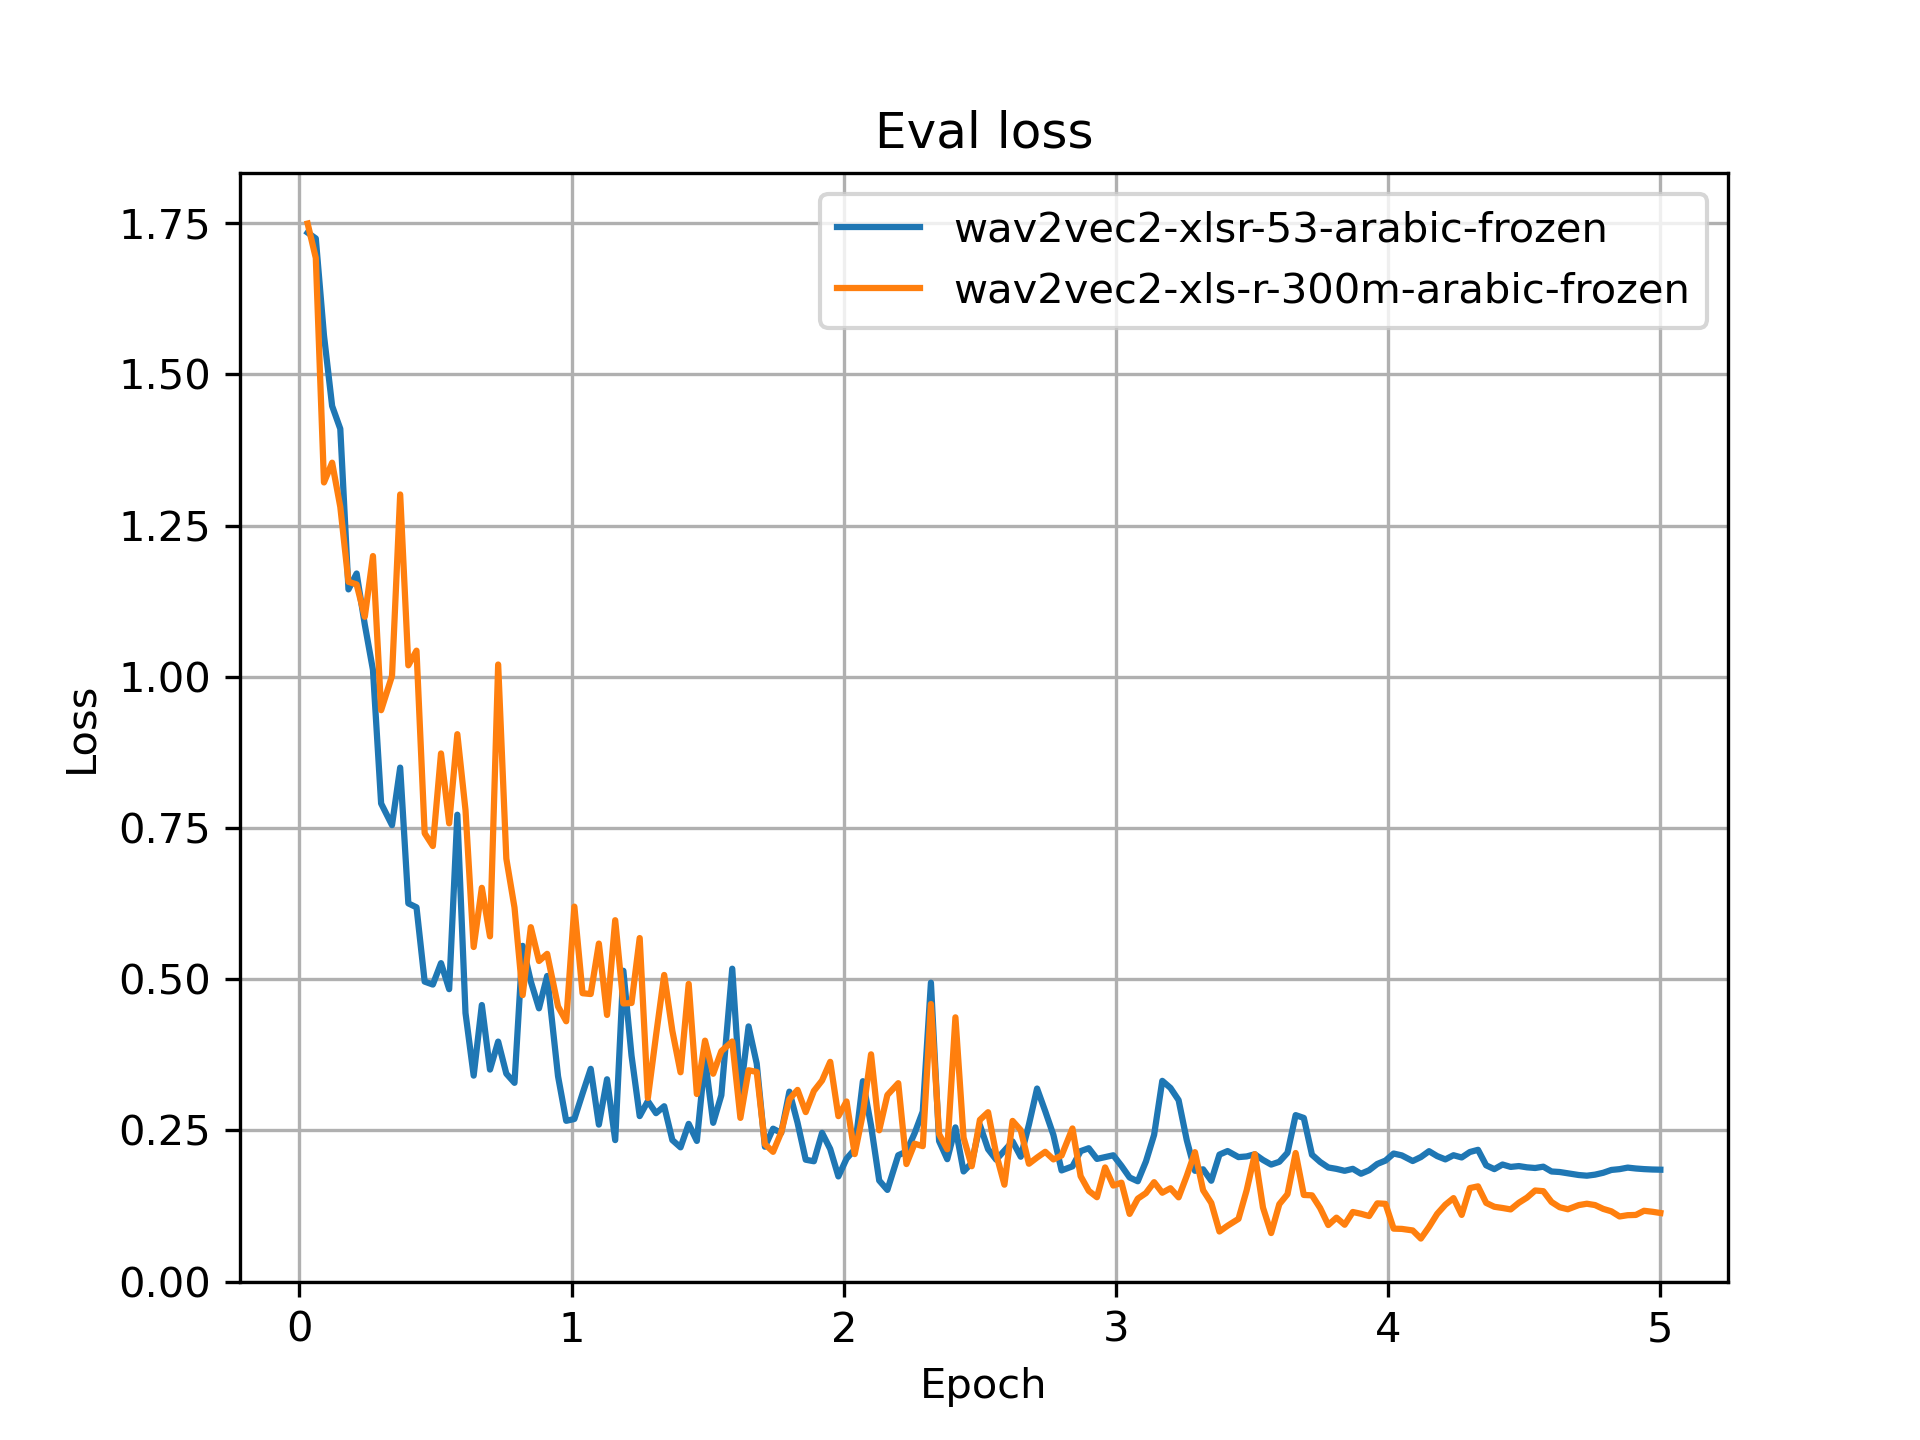 Eval loss
wav2vec2-xlsr-53-arabic-frozen
wav2vec2-xls-r-300m-arabic-frozen
1.75
1.50
1.25
1.00
0.75
0.50
0.25
0.00
Loss
0 1 2 3 4 5
Epoch